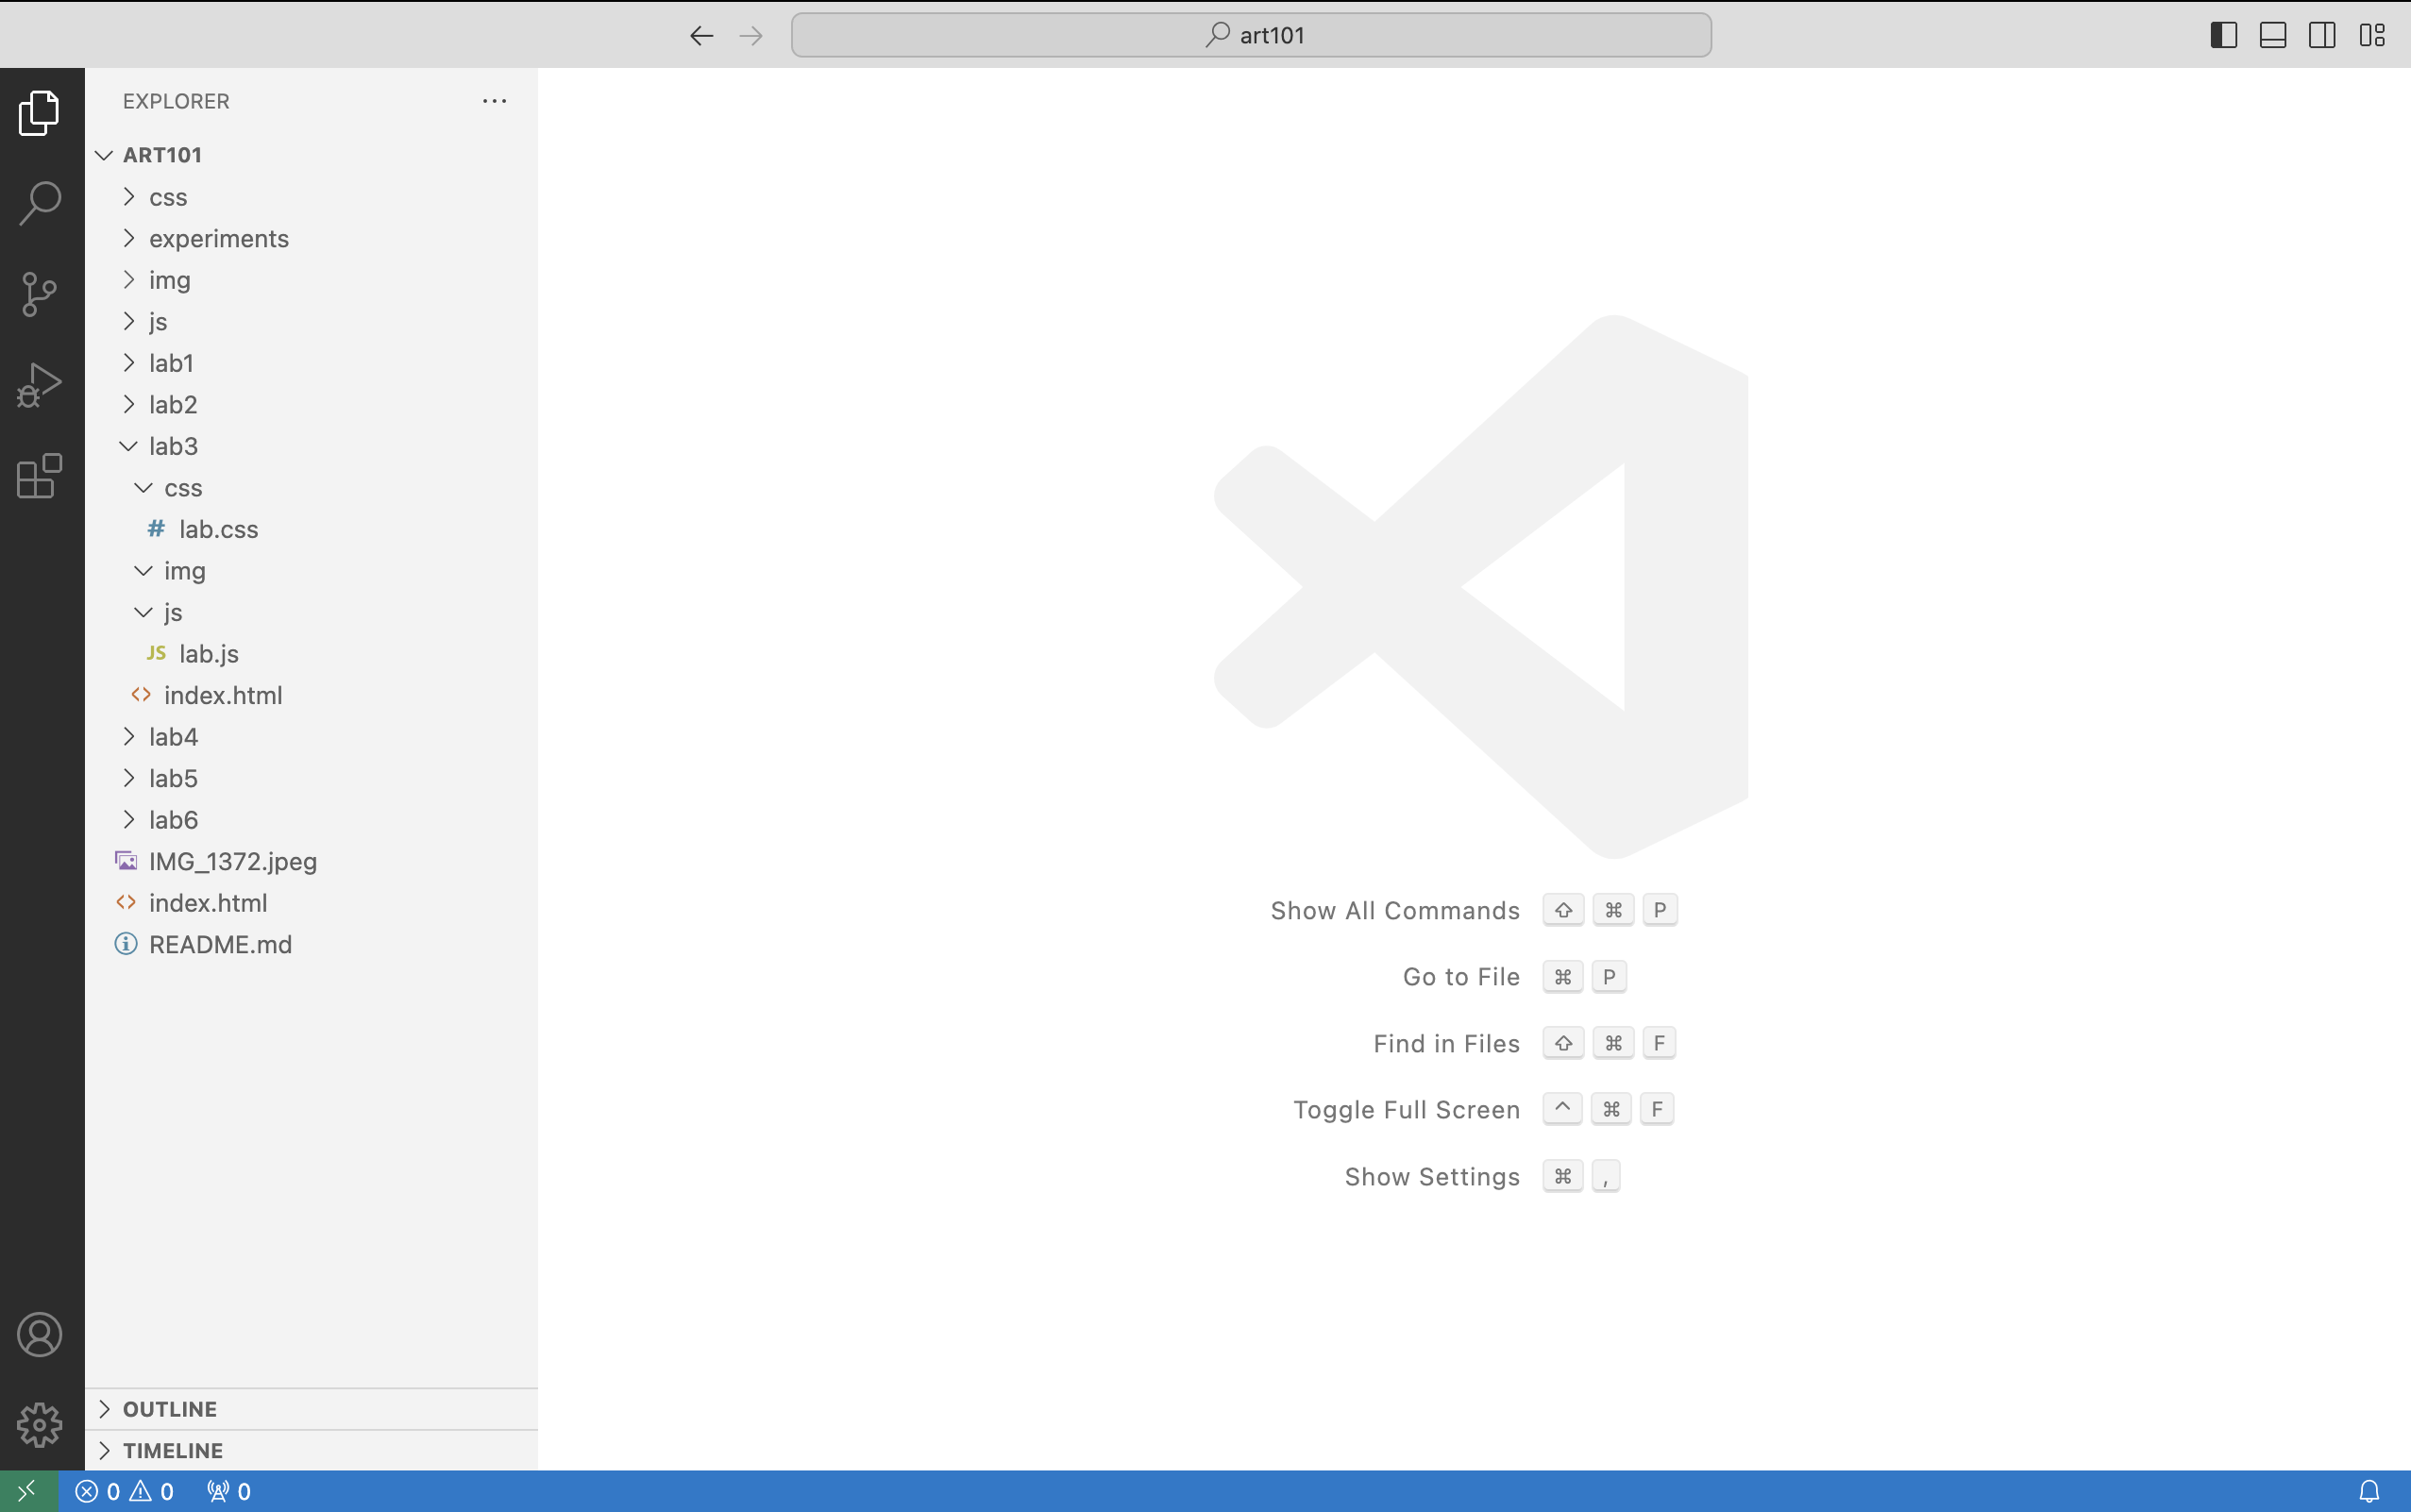 art101
EXPLORER
ART101
css
experiments
img
js
lab1
lab2
lab3
css
# lab.css
img
js
JS lab.js
<> index.html
lab4
lab5
lab6
IMG_1372.jpeg
<> index.html
README.md
OUTLINE
TIMELINE
Show All Commands ⇧ ⌘ P
Go to File ⌘ P
Find in Files ⇧ ⌘ F
Toggle Full Screen ^ ⌘ F
Show Settings ⌘ ,
0 0 0